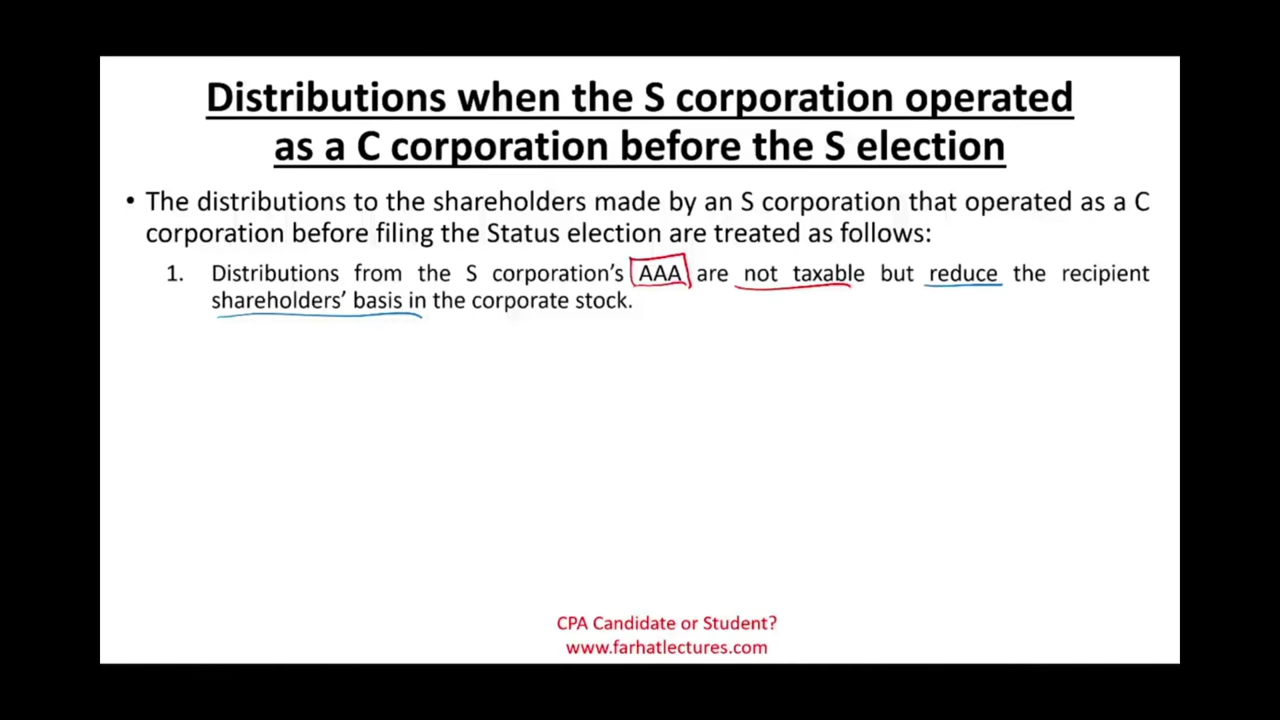 Distributions when the S corporation operated
as a C corporation before the S election
• The distributions to the shareholders made by an S corporation that operated as a C
corporation before filing the Status election are treated as follows:
1. Distributions from the S corporation's AAA are not taxable but reduce the recipient
shareholders' basis in the corporate stock.
CPA Candidate or Student?
www.farhatlectures.com